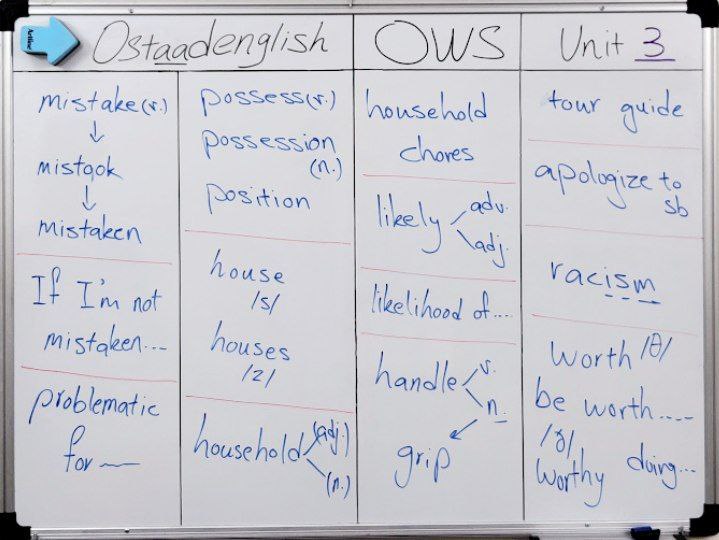 Artline
Ostaadenglish
OWS
Unit 3
mistake (v.)
↓
mistook
↓
mistaken
If I'm not
mistaken...
problematic
for
possess (v.)
possession
(n.)
position
house
/s/
houses
/z/
household (adj.)
(n.)
household
chores
likely adv.
adj.
likelihood of....
handle v.
n.
grip
tour guide
apologize to
sb
racism
worth /θ/
be worth....
doing...
/ð/
worthy